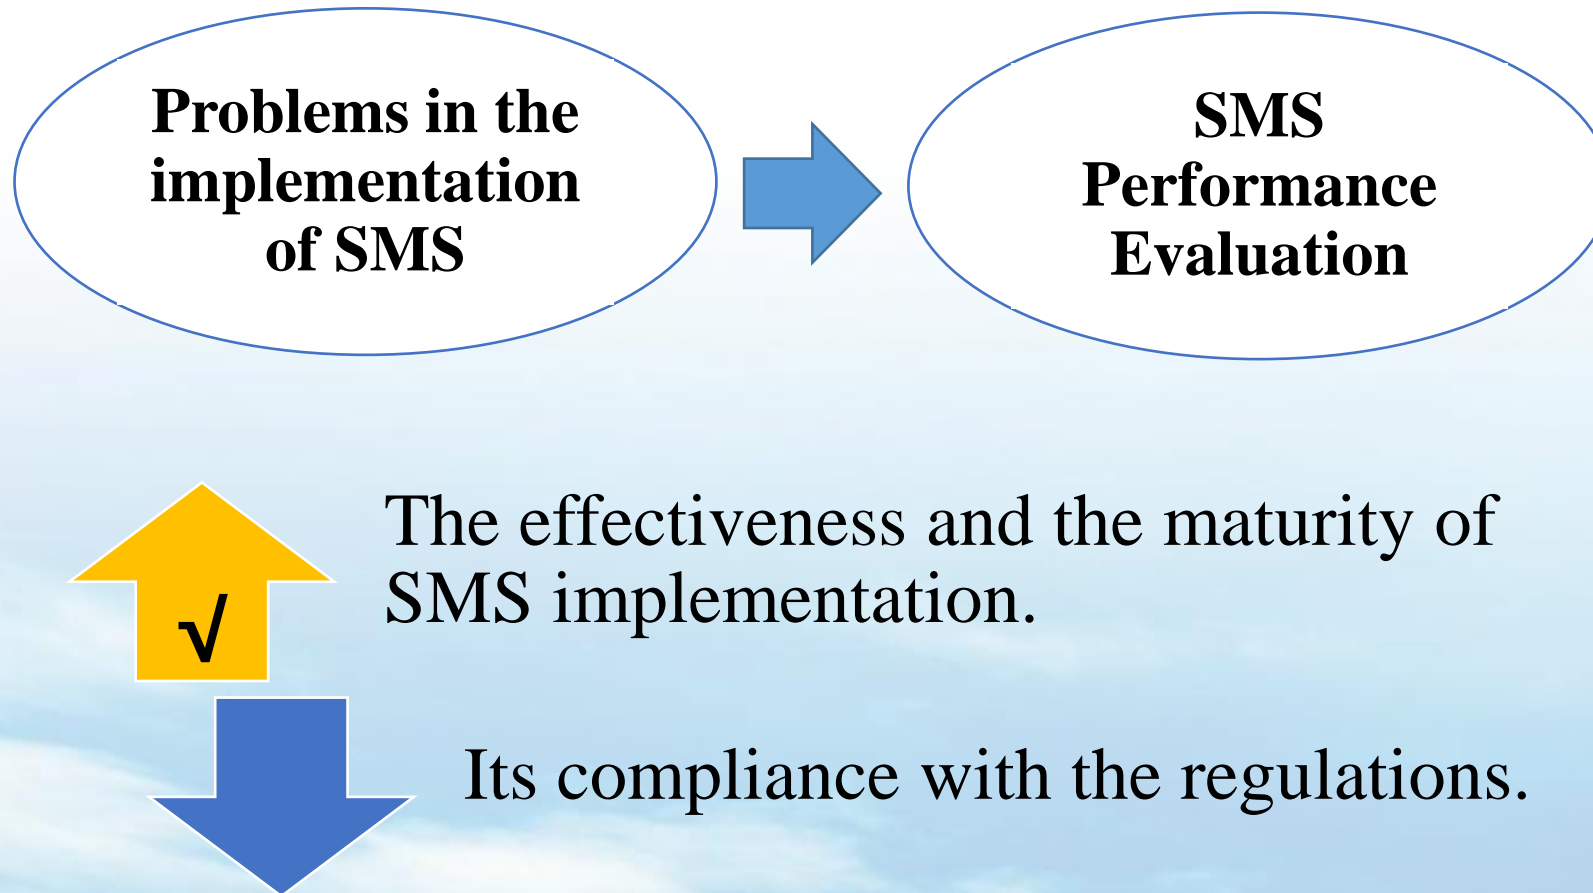 Problems in the
implementation
of SMS
SMS
Performance
Evaluation
The effectiveness and the maturity of
SMS implementation.
√
Its compliance with the regulations.